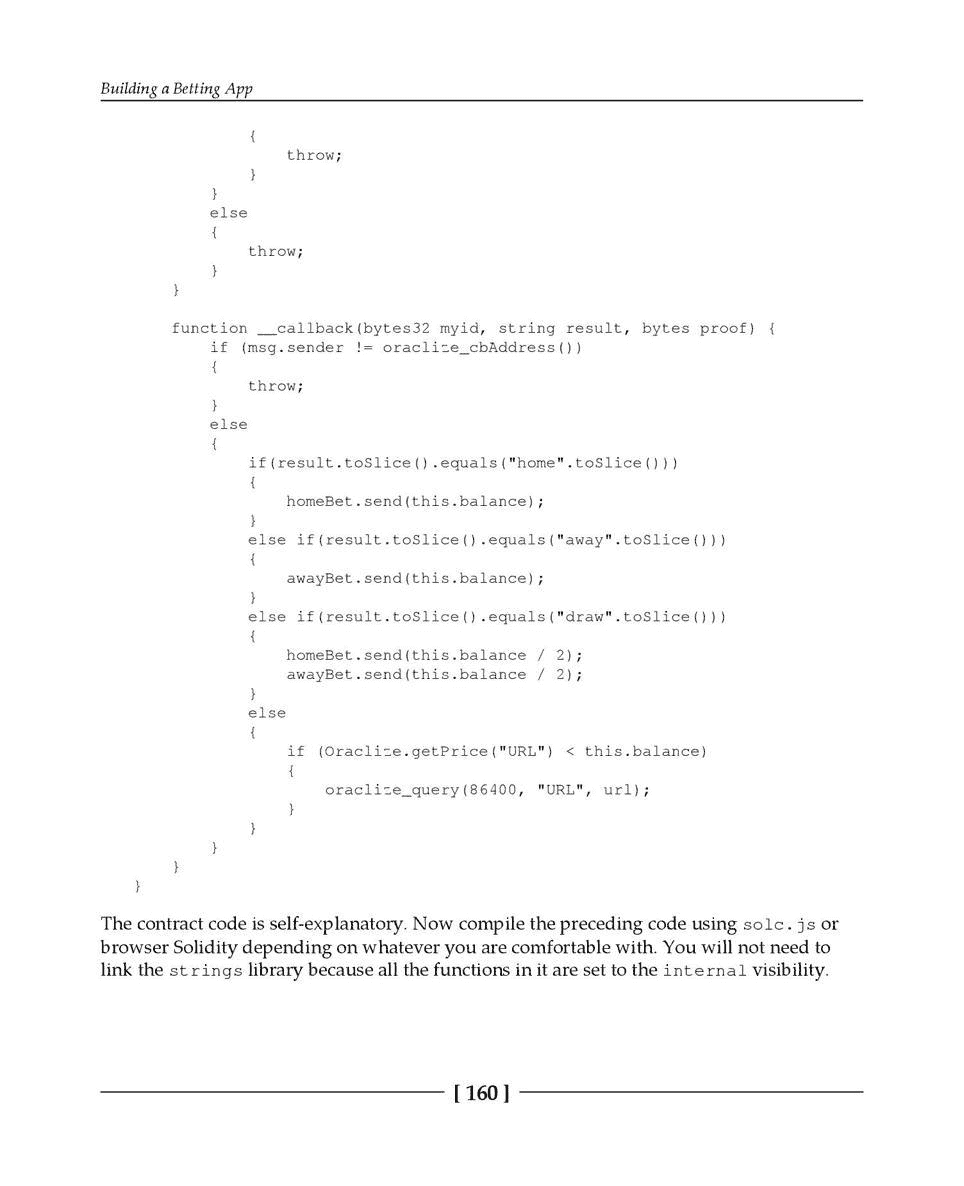 Building a Betting App
{
throw;
}
}
else
{
throw;
}
}
function __callback(bytes32 myid, string result, bytes proof) {
if (msg.sender != oraclize_cbAddress())
{
throw;
}
else
{
if(result.toSlice().equals("home".toSlice()))
{
homeBet.send(this.balance);
}
else if(result.toSlice().equals("away".toSlice()))
{
awayBet.send(this.balance);
}
else if(result.toSlice().equals("draw".toSlice()))
{
homeBet.send(this.balance / 2);
awayBet.send(this.balance / 2);
}
else
{
if (Oraclize.getPrice("URL") < this.balance)
{
oraclize_query(86400, "URL", url);
}
}
}
}
}
The contract code is self-explanatory. Now compile the preceding code using solc.js or
browser Solidity depending on whatever you are comfortable with. You will not need to
link the strings library because all the functions in it are set to the internal visibility.
[ 160 ]